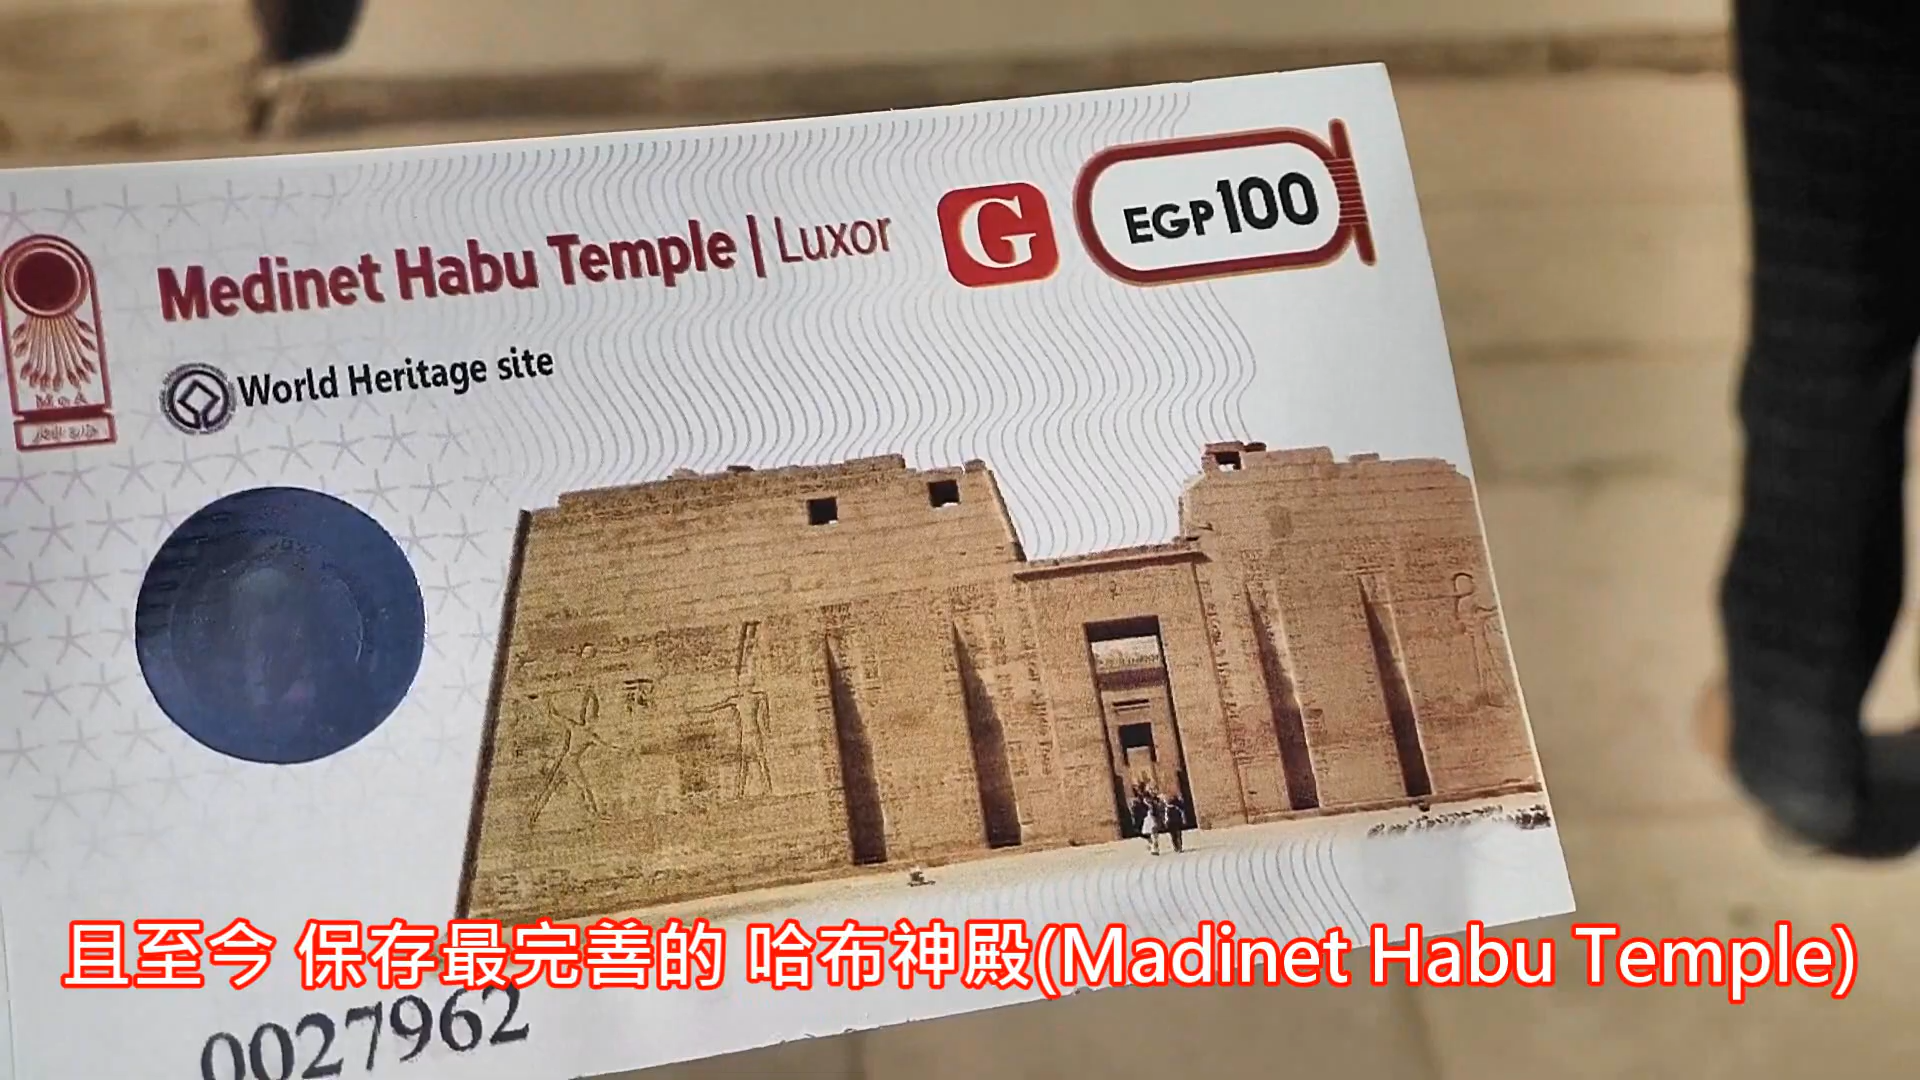 Medinet Habu Temple | Luxor
G
EGP100
World Heritage site
M o A
且至今 保存最完善的 哈布神殿(Madinet Habu Temple)
0027962